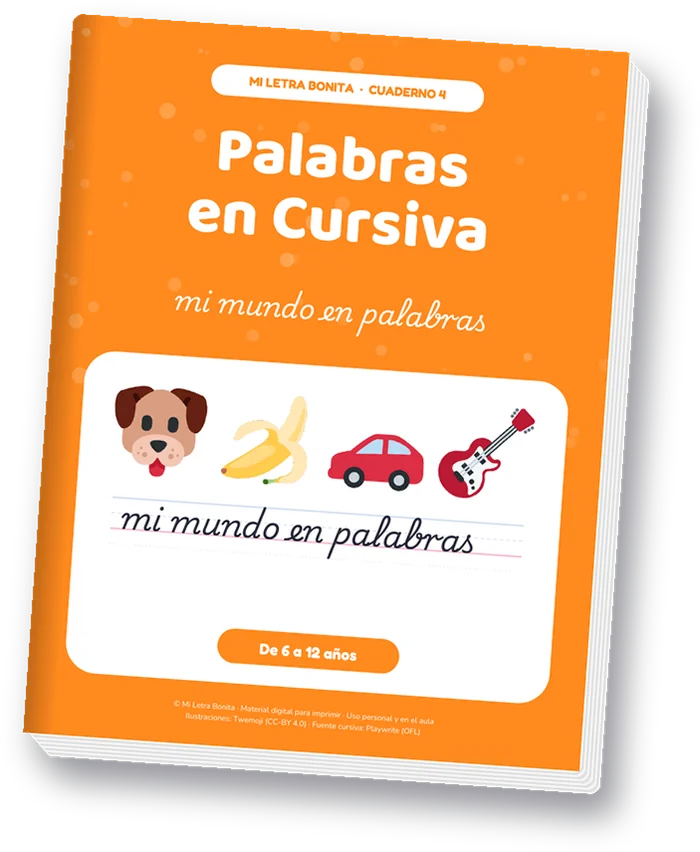 MI LETRA BONITA · CUADERNO 4
Palabras
en Cursiva
mi mundo en palabras
mi mundo en palabras
De 6 a 12 años
© Mi Letra Bonita · Material digital para imprimir · Uso personal y en el aula
Ilustraciones: Twemoji (CC-BY 4.0) · Fuente cursiva: Playwrite (OFL)